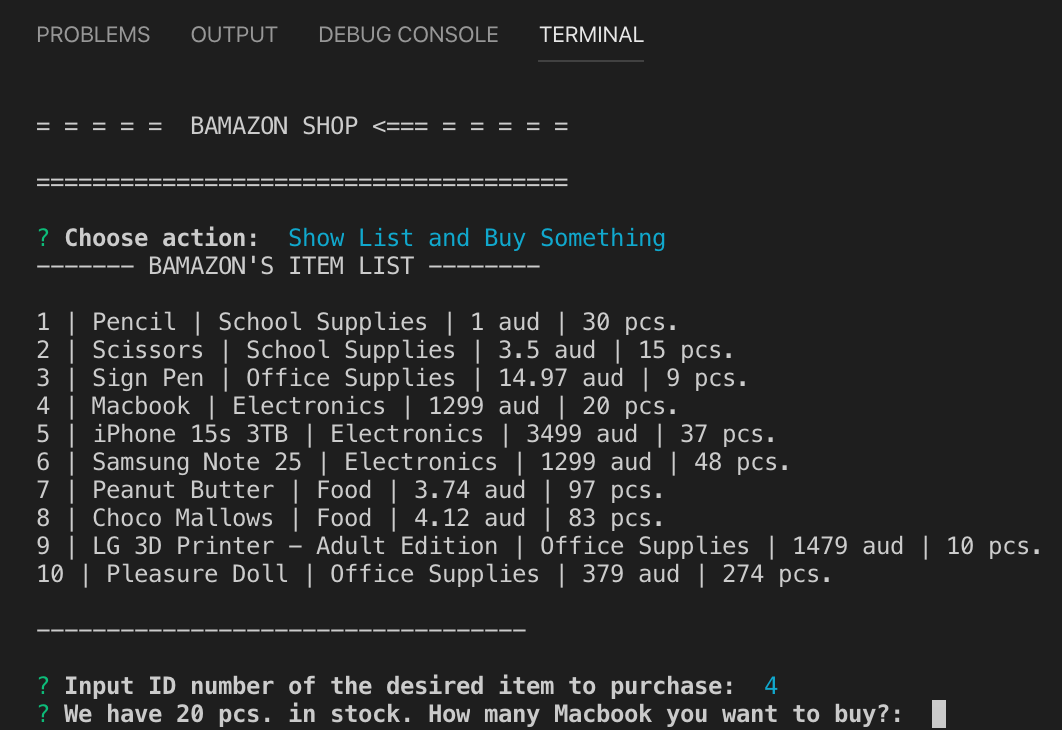 PROBLEMS OUTPUT DEBUG CONSOLE TERMINAL
= = = = =  BAMAZON SHOP <=== = = = = =
======================================
? Choose action:  Show List and Buy Something
------- BAMAZON'S ITEM LIST --------
1 | Pencil | School Supplies | 1 aud | 30 pcs.
2 | Scissors | School Supplies | 3.5 aud | 15 pcs.
3 | Sign Pen | Office Supplies | 14.97 aud | 9 pcs.
4 | Macbook | Electronics | 1299 aud | 20 pcs.
5 | iPhone 15s 3TB | Electronics | 3499 aud | 37 pcs.
6 | Samsung Note 25 | Electronics | 1299 aud | 48 pcs.
7 | Peanut Butter | Food | 3.74 aud | 97 pcs.
8 | Choco Mallows | Food | 4.12 aud | 83 pcs.
9 | LG 3D Printer - Adult Edition | Office Supplies | 1479 aud | 10 pcs.
10 | Pleasure Doll | Office Supplies | 379 aud | 274 pcs.
-----------------------------------
? Input ID number of the desired item to purchase:  4
? We have 20 pcs. in stock. How many Macbook you want to buy?: